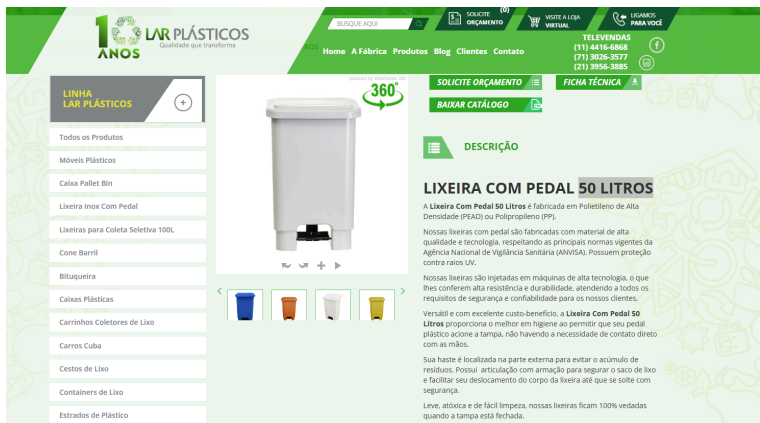 10 ANOS
LAR PLÁSTICOS
Qualidade que transforma
BUSQUE AQUI
SOLICITE (0)
ORÇAMENTO
VISITE A LOJA
VIRTUAL
LIGAMOS
PARA VOCÊ
Home A Fábrica Produtos Blog Clientes Contato
TELEVENDAS
(11) 4416-6868
(71) 3026-3577
(21) 3956-3885
LINHA
LAR PLÁSTICOS
Todos os Produtos
Móveis Plásticos
Caixa Pallet Bin
Lixeira Inox Com Pedal
Lixeiras para Coleta Seletiva 100L
Cone Barril
Bituqueira
Caixas Plásticas
Carrinhos Coletores de Lixo
Carros Cuba
Cestos de Lixo
Containers de Lixo
Estrados de Plástico
360°
SOLICITE ORÇAMENTO
FICHA TÉCNICA
BAIXAR CATÁLOGO
DESCRIÇÃO
LIXEIRA COM PEDAL 50 LITROS
A Lixeira Com Pedal 50 Litros é fabricada em Polietileno de Alta
Densidade (PEAD) ou Polipropileno (PP).
Nossas lixeiras com pedal são fabricadas com material de alta
qualidade e tecnologia, respeitando as principais normas vigentes da
Agência Nacional de Vigilância Sanitária (ANVISA). Possuem proteção
contra raios UV.
Nossas lixeiras são injetadas em máquinas de alta tecnologia, o que
lhes conferem alta resistência e durabilidade, atendendo a todos os
requisitos de segurança e confiabilidade para os nossos clientes.
Versátil e com excelente custo-benefício, a Lixeira Com Pedal 50
Litros proporciona o melhor em higiene ao permitir que seu pedal
plástico acione a tampa, não havendo a necessidade de contato direto
com as mãos.
Sua haste é localizada na parte externa para evitar o acúmulo de
resíduos. Possui articulação com armação para segurar o saco de lixo
e facilitar seu deslocamento do corpo da lixeira até que se solte com
segurança.
Leve, atóxica e de fácil limpeza, nossas lixeiras ficam 100% vedadas
quando a tampa está fechada.